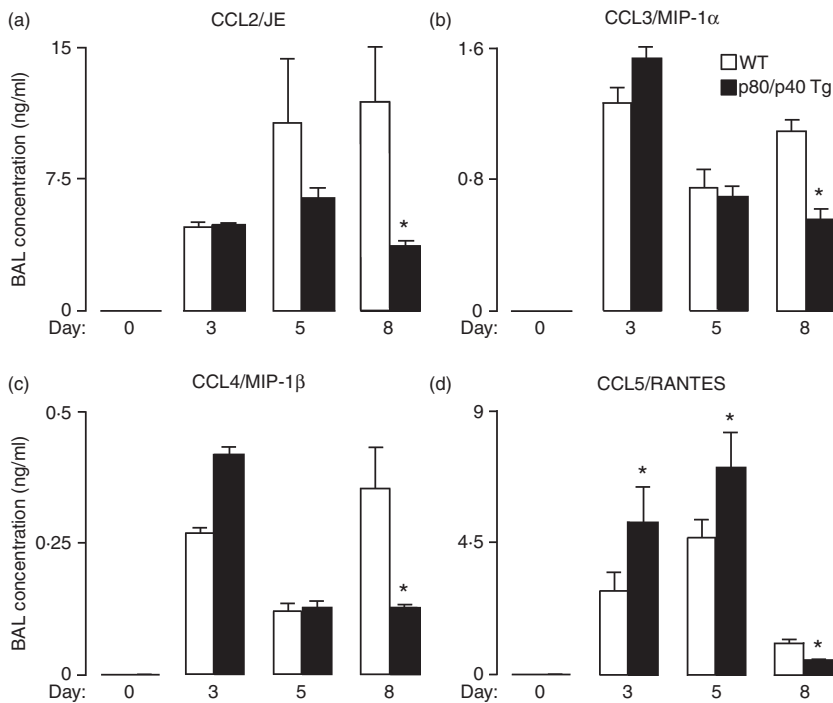 (a)
CCL2/JE
BAL concentration (ng/ml)
15
7·5
0
*
Day: 0 3 5 8
(b)
CCL3/MIP-1α
WT
p80/p40 Tg
1·6
0·8
0
*
Day: 0 3 5 8
(c)
CCL4/MIP-1β
BAL concentration (ng/ml)
0·5
0·25
0
*
Day: 0 3 5 8
(d)
CCL5/RANTES
9
4·5
0
* * *
Day: 0 3 5 8